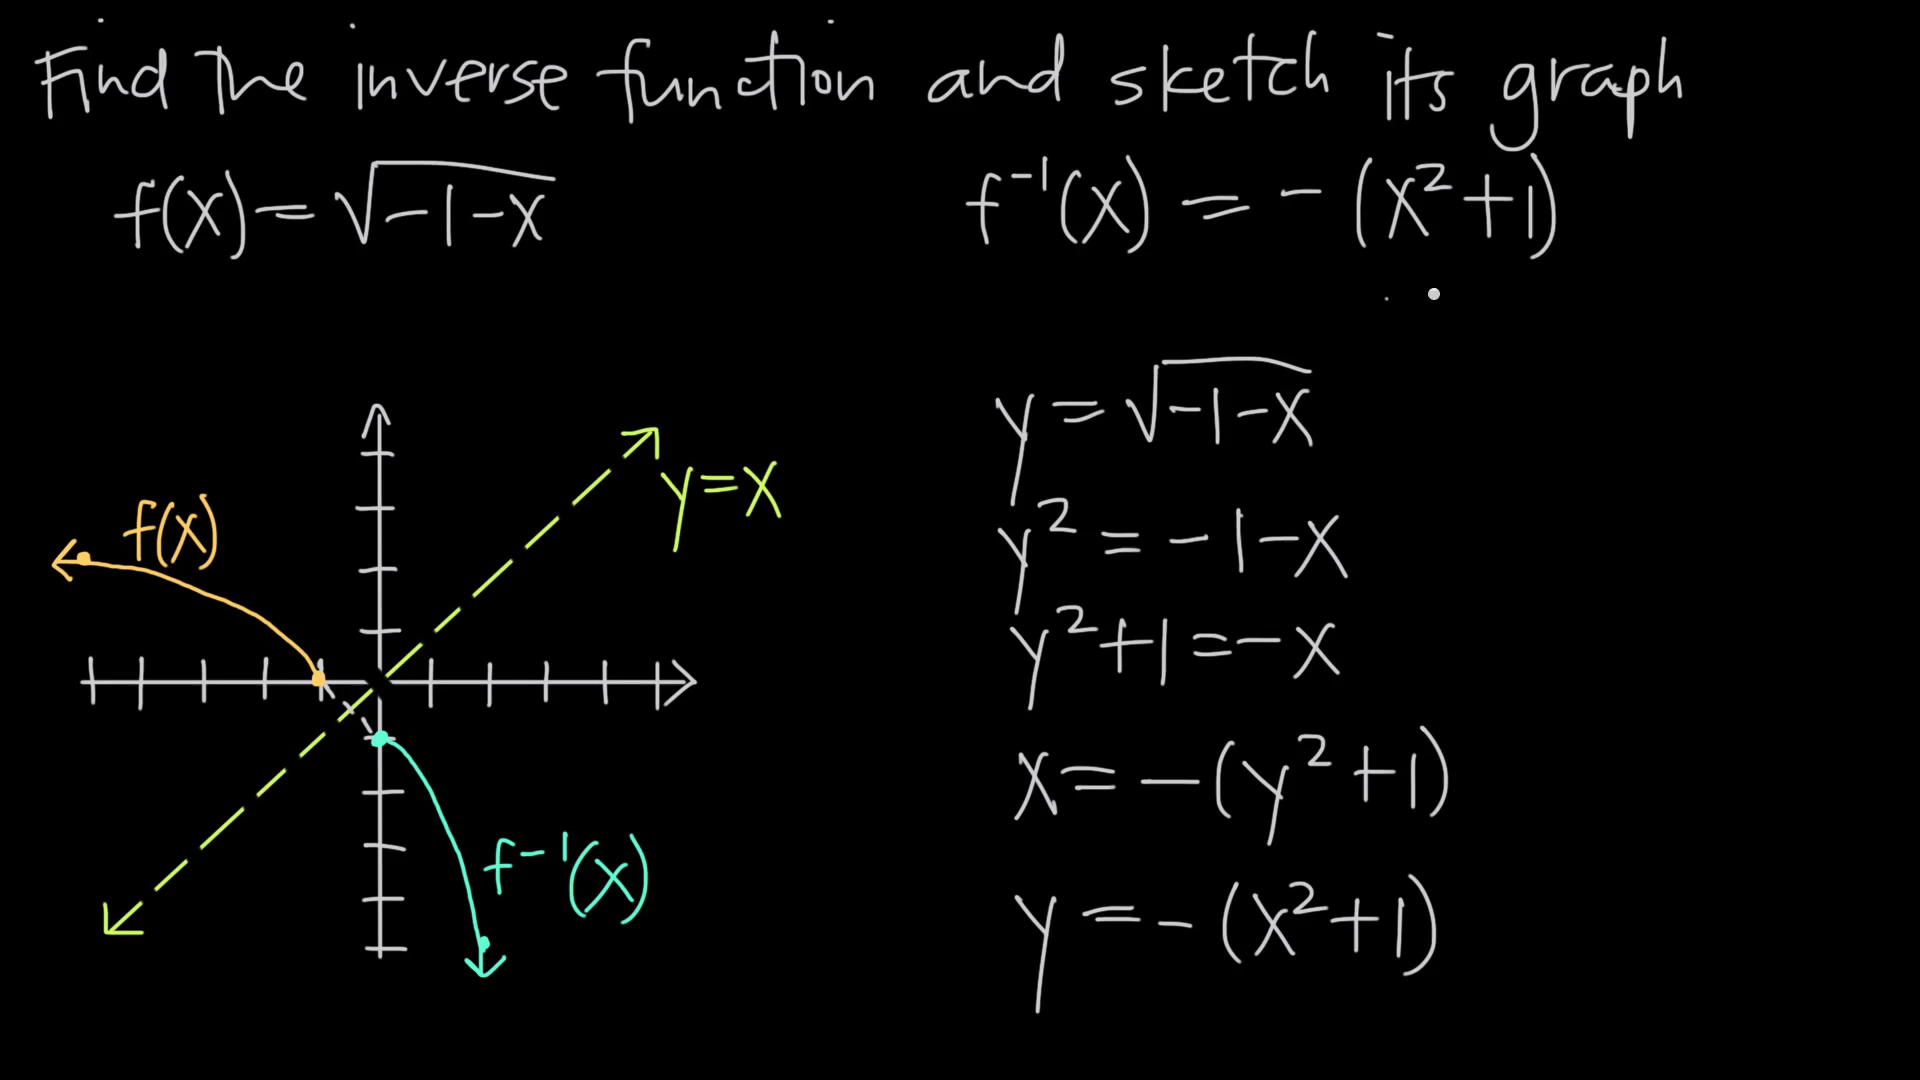 Find the inverse function and sketch its graph
f(x) = √(-1-x)
f⁻¹(x) = -(x²+1)
y = √(-1-x)
y² = -1-x
y²+1 = -x
x = -(y²+1)
y = -(x²+1)
y=x
f(x)
f⁻¹(x)